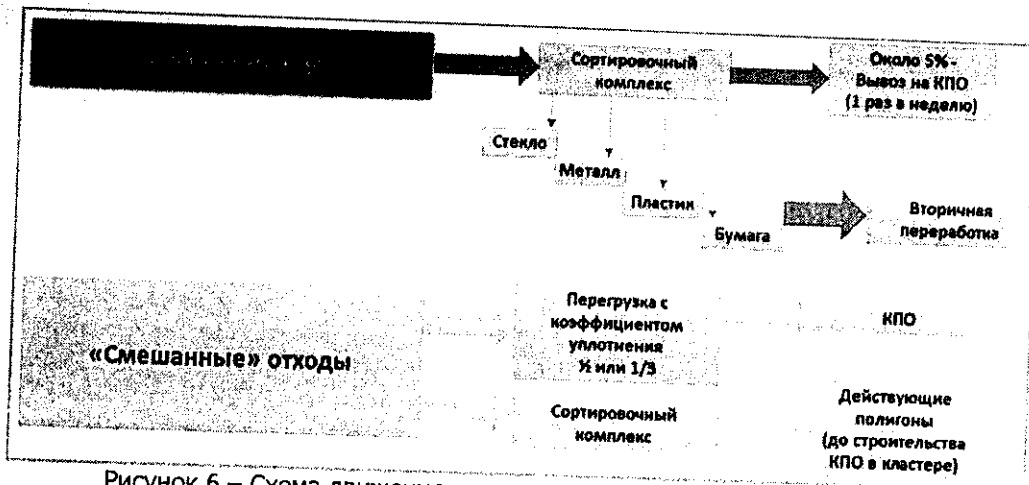 Сортировочный
комплекс
Около 5% -
Вывоз на КПО
(1 раз в неделю)
Стекло
Металл
Пластик
Бумага
Вторичная
переработка
«Смешанные» отходы
Перегрузка с
коэффициентом
уплотнения
½ или 1/3
КПО
Сортировочный
комплекс
Действующие
полигоны
(до строительства
КПО в кластере)
Рисунок 6 – Схема